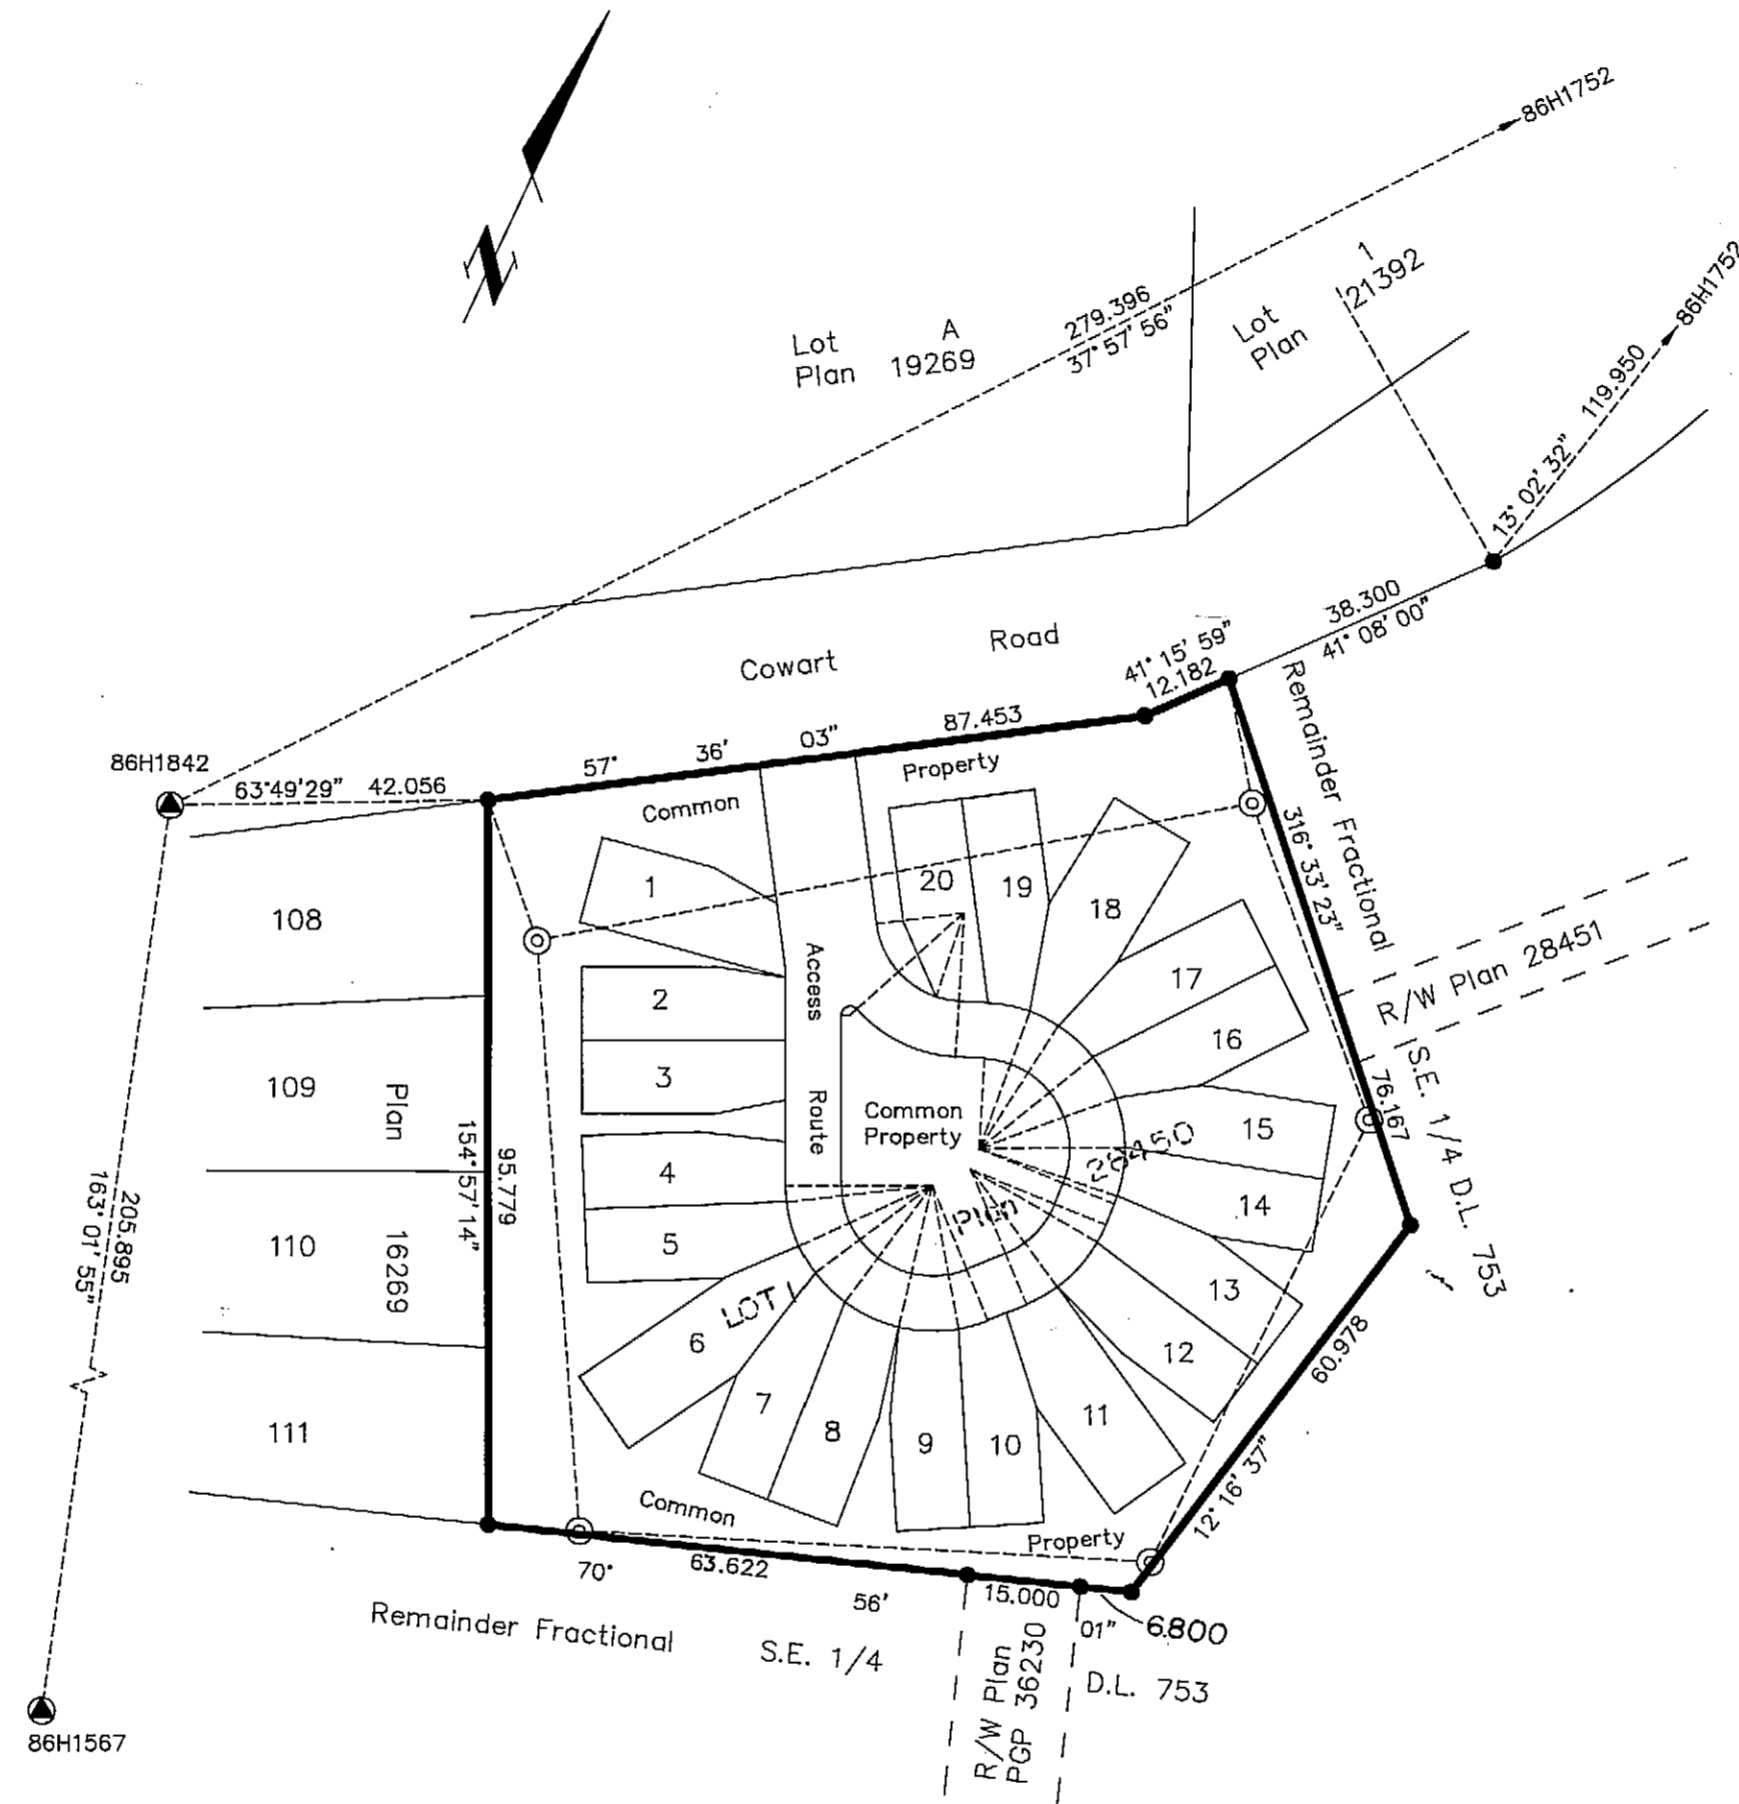 N
86H1752
86H1752
279.396
37° 57' 56"
Lot A
Plan 19269
Lot 1
Plan 21392
119.950
13° 02' 32"
38.300
41° 08' 00"
41° 15' 59"
12.182
Cowart Road
57° 36' 03" 87.453
86H1842
63°49'29" 42.056
Common Property
Remainder Fractional
S.E. 1/4 D.L. 753
316° 33' 23"
76.167
R/W Plan 28451
108
109
110
111
Plan 16269
205.895
163° 01' 55"
154° 57' 14"
95.779
1
2
3
4
5
6
7
8
9
10
11
12
13
14
15
16
17
18
19
20
Access Route
Common
Property
LOT 1
Plan 28450
60.978
12° 16' 37"
Common Property
70° 56' 01"
63.622
15.000
6.800
Remainder Fractional S.E. 1/4 D.L. 753
R/W Plan
PGP 36230
86H1567